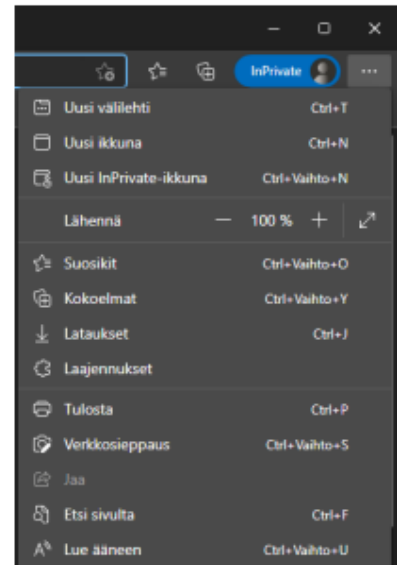 InPrivate
Uusi välilehti Ctrl+T
Uusi ikkuna Ctrl+N
Uusi InPrivate-ikkuna Ctrl+Vaihto+N
Lähennä — 100 % +
Suosikit Ctrl+Vaihto+O
Kokoelmat Ctrl+Vaihto+Y
Lataukset Ctrl+J
Laajennukset
Tulosta Ctrl+P
Verkkosieppaus Ctrl+Vaihto+S
Jaa
Etsi sivulta Ctrl+F
Lue ääneen Ctrl+Vaihto+U